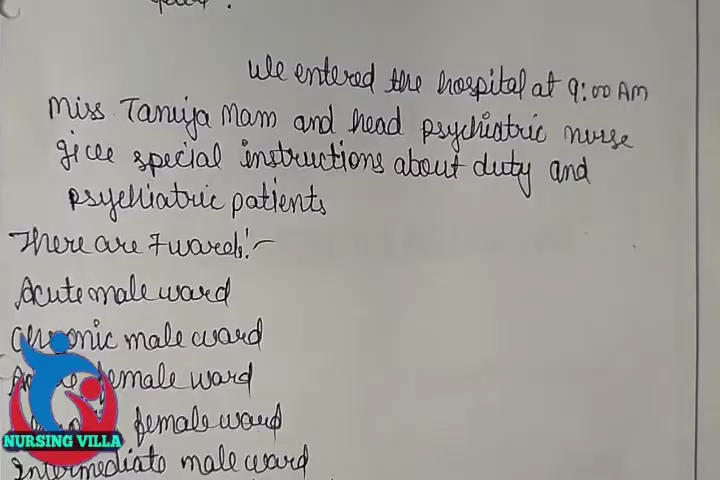 We entered the hospital at 9:00 AM
Miss Tanuja Mam and head psychiatric nurse
give special instructions about duty and
psychiatric patients
There are 7 wards:-
Acute male ward
Chronic male ward
female ward
female ward
NURSING VILLA
Intermediate male ward